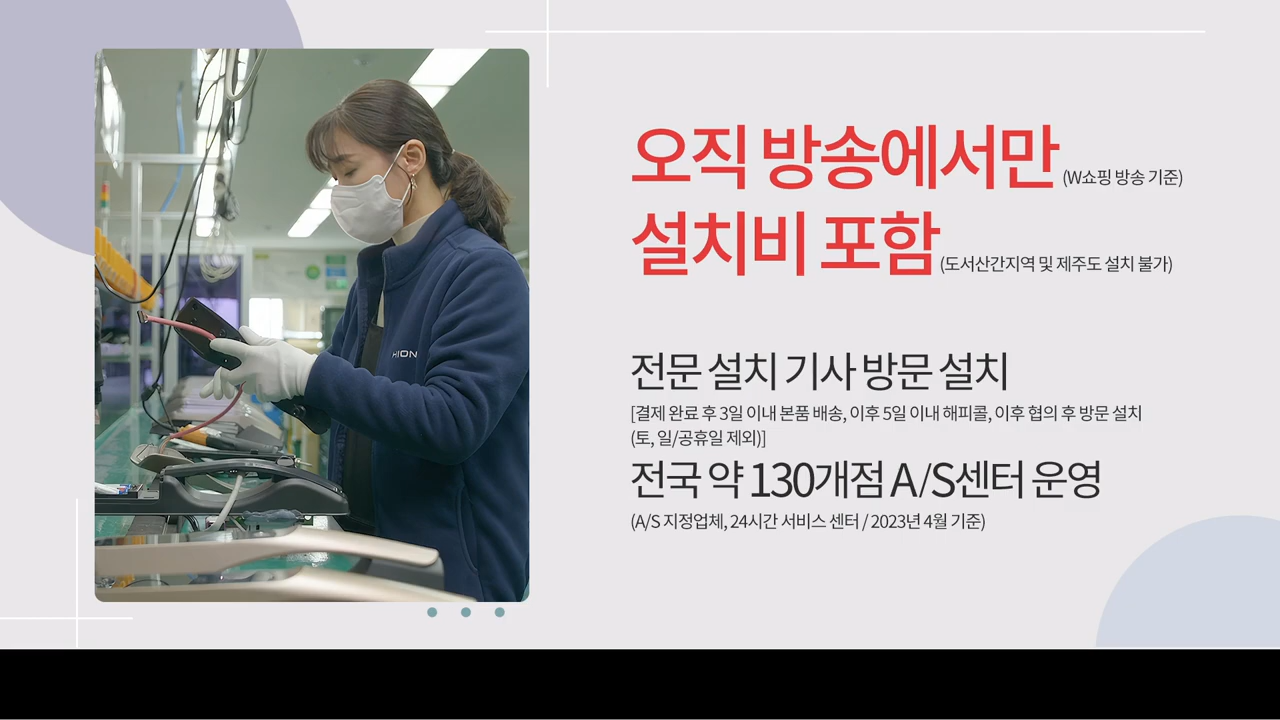 오직 방송에서만 (W쇼핑 방송 기준)
설치비 포함 (도서산간지역 및 제주도 설치 불가)
HION
전문 설치 기사 방문 설치
[결제 완료 후 3일 이내 본품 배송, 이후 5일 이내 해피콜, 이후 협의 후 방문 설치
(토, 일/공휴일 제외)]
전국 약 130개점 A/S센터 운영
(A/S 지정업체, 24시간 서비스 센터 / 2023년 4월 기준)